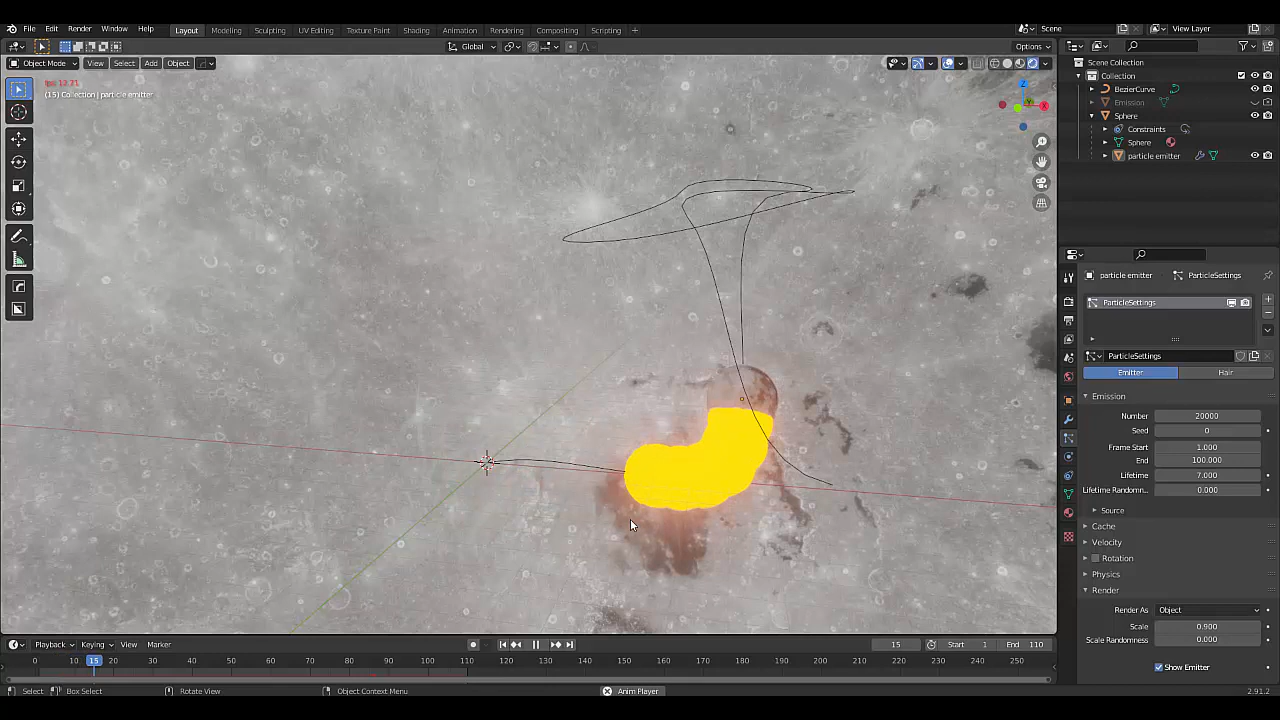 File Edit Render Window Help Layout Modeling Sculpting UV Editing Texture Paint Shading Animation Rendering Compositing Scripting + Scene View Layer
Global Options
Object Mode View Select Add Object
fps 12.71
(15) Collection | particle emitter
Z
Y
X
Scene Collection
Collection
BezierCurve
Emission
Sphere
Constraints
Sphere
particle emitter
particle emitter ParticleSettings
ParticleSettings
ParticleSettings
Emitter Hair
Emission
Number 20000
Seed 0
Frame Start 1.000
End 100.000
Lifetime 7.000
Lifetime Randomn.. 0.000
Source
Cache
Velocity
Rotation
Physics
Render
Render As Object
Scale 0.900
Scale Randomness 0.000
Show Emitter
Playback Keying View Marker 15 Start 1 End 110
0 10 15 20 30 40 50 60 70 80 90 100 110 120 130 140 150 160 170 180 190 200 210 220 230 240 250
Select Box Select Rotate View Object Context Menu Anim Player 2.91.2